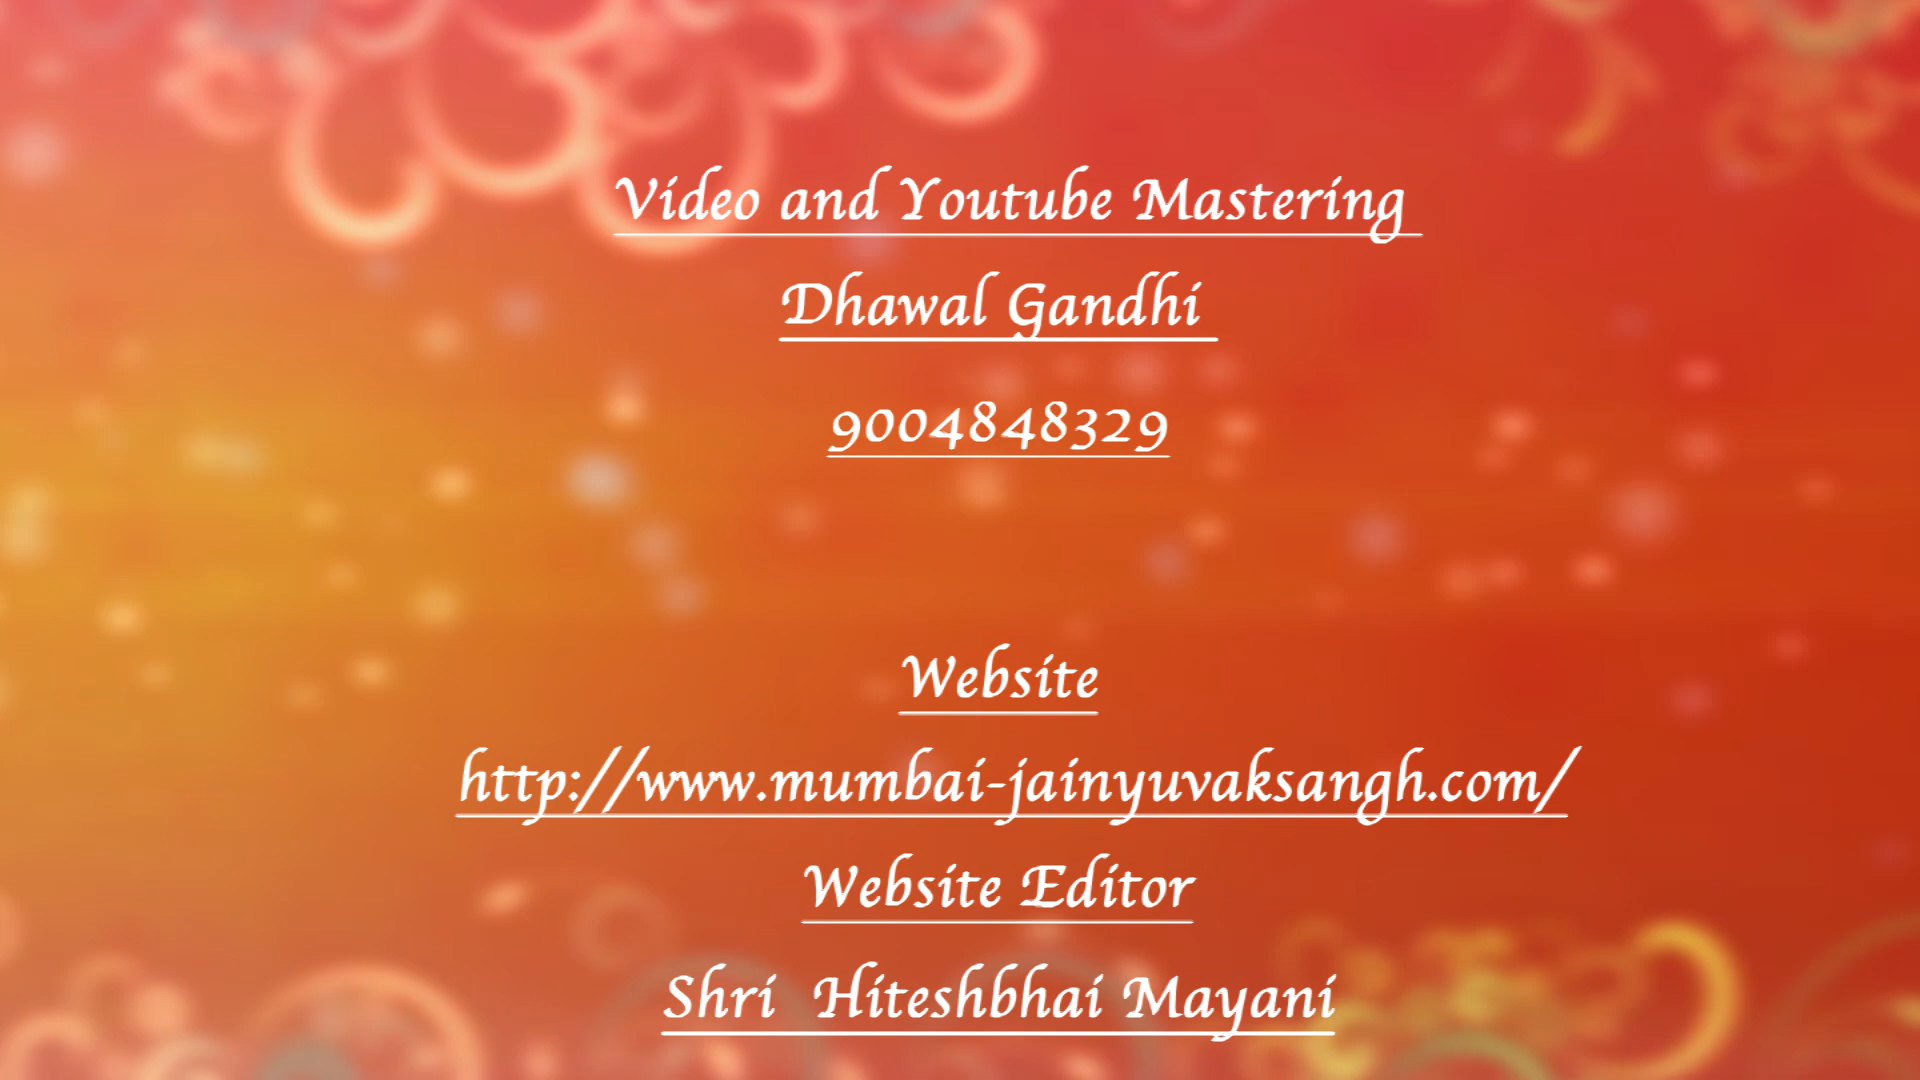 Video and Youtube Mastering
Dhawal Gandhi
9004848329
Website
http://www.mumbai-jainyuvaksangh.com/
Website Editor
Shri Hiteshbhai Mayani